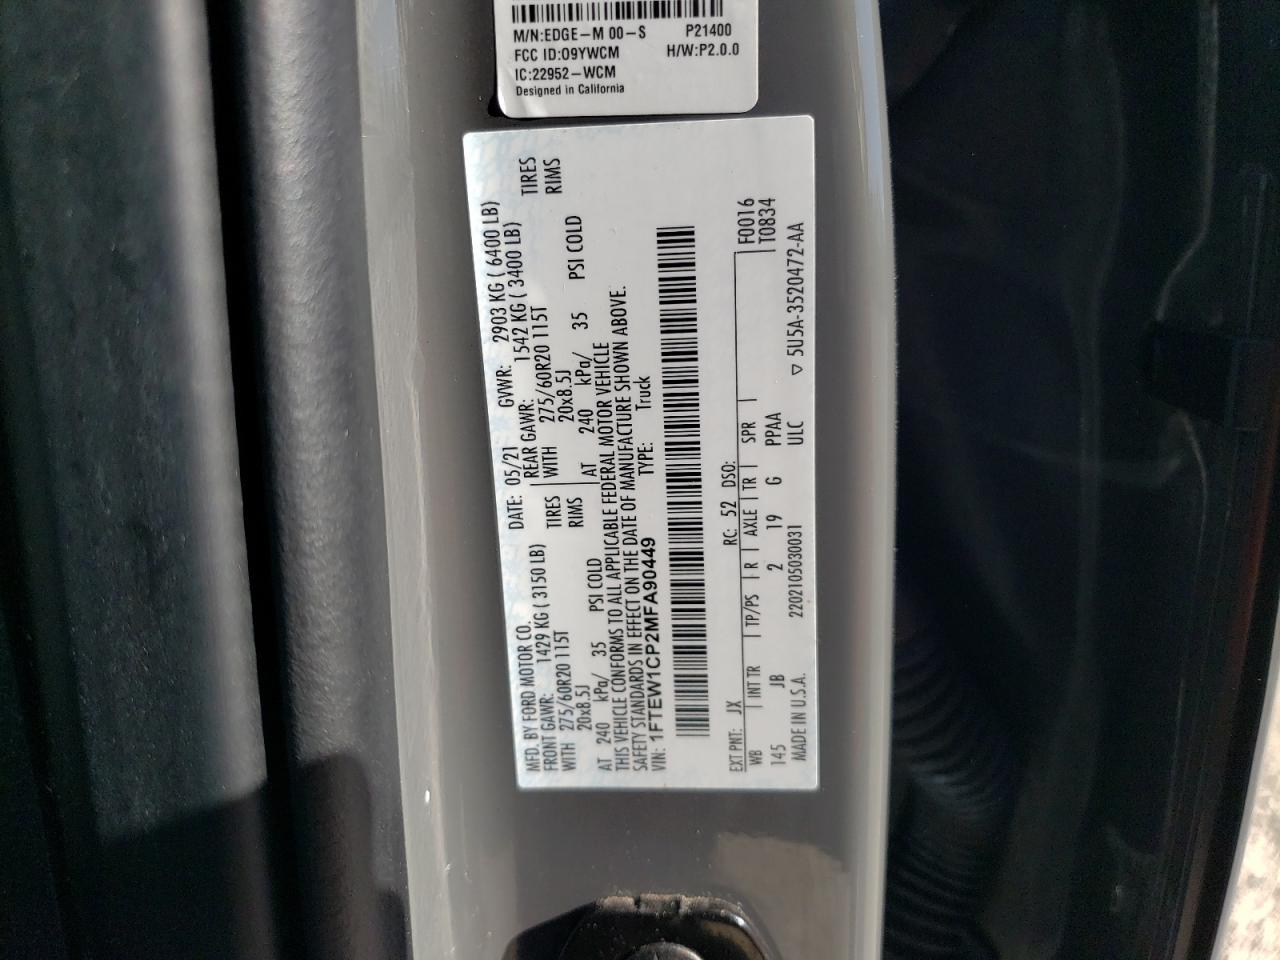 M/N:EDGE-M 00-S P21400
FCC ID:O9YWCM H/W:P2.0.0
IC:22952-WCM
Designed in California
MFD. BY FORD MOTOR CO. DATE: 05/21 GVWR: 2903 KG ( 6400 LB)
FRONT GAWR: 1429 KG ( 3150 LB) REAR GAWR: 1542 KG ( 3400 LB)
WITH 275/60R20 115T TIRES WITH 275/60R20 115T TIRES
20x8.5J RIMS 20x8.5J RIMS
AT 240 kPa/ 35 PSI COLD AT 240 kPa/ 35 PSI COLD
THIS VEHICLE CONFORMS TO ALL APPLICABLE FEDERAL MOTOR VEHICLE
SAFETY STANDARDS IN EFFECT ON THE DATE OF MANUFACTURE SHOWN ABOVE.
VIN: 1FTEW1CP2MFA90449 TYPE: Truck
EXT PNT: JX RC: 52 DSO: F0016
WB INT TR TP/PS R AXLE TR SPR T0834
145 JB 2 19 G PPAA
MADE IN U.S.A. 220210503003I ULC ▽ 5U5A-3520472-AA